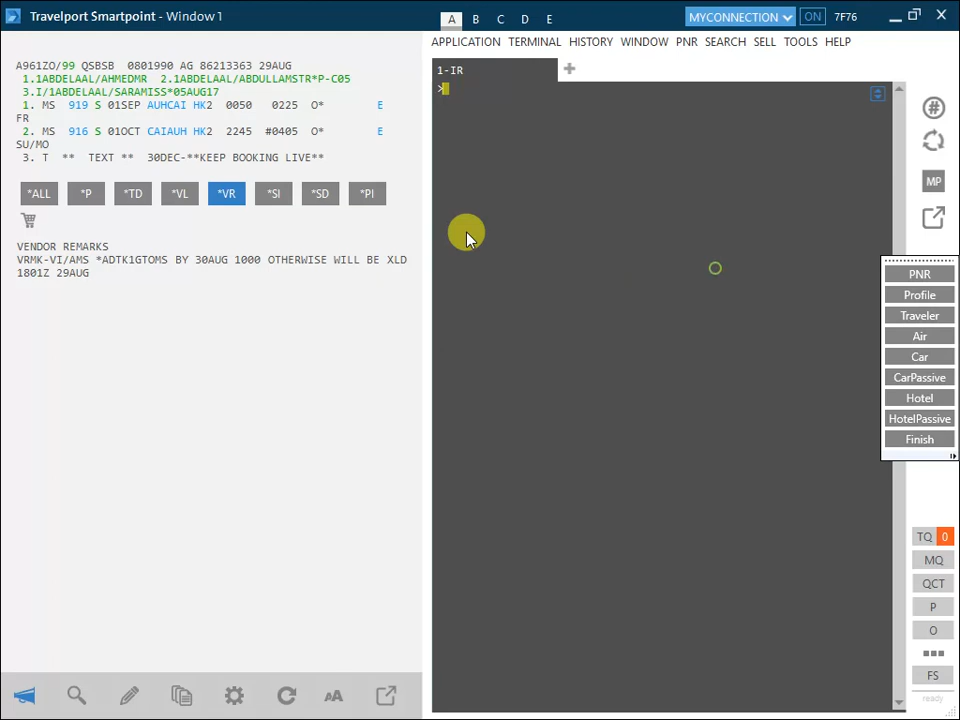 Travelport Smartpoint - Window 1
A B C D E
MYCONNECTION ON 7F76
APPLICATION TERMINAL HISTORY WINDOW PNR SEARCH SELL TOOLS HELP
A961ZO/99 QSBSB 0801990 AG 86213363 29AUG
1.1ABDELAAL/AHMEDMR 2.1ABDELAAL/ABDULLAMSTR*P-C05
3.I/1ABDELAAL/SARAMISS*05AUG17
1. MS 919 S 01SEP AUHCAI HK2 0050 0225 O* E
FR
2. MS 916 S 01OCT CAIAUH HK2 2245 #0405 O* E
SU/MO
3. T ** TEXT ** 30DEC-**KEEP BOOKING LIVE**
*ALL *P *TD *VL *VR *SI *SD *PI
VENDOR REMARKS
VRMK-VI/AMS *ADTK1GTOMS BY 30AUG 1000 OTHERWISE WILL BE XLD
1801Z 29AUG
AA
1-IR
>
#
MP
PNR
Profile
Traveler
Air
Car
CarPassive
Hotel
HotelPassive
Finish
TQ 0
MQ
QCT
P
O
FS
ready